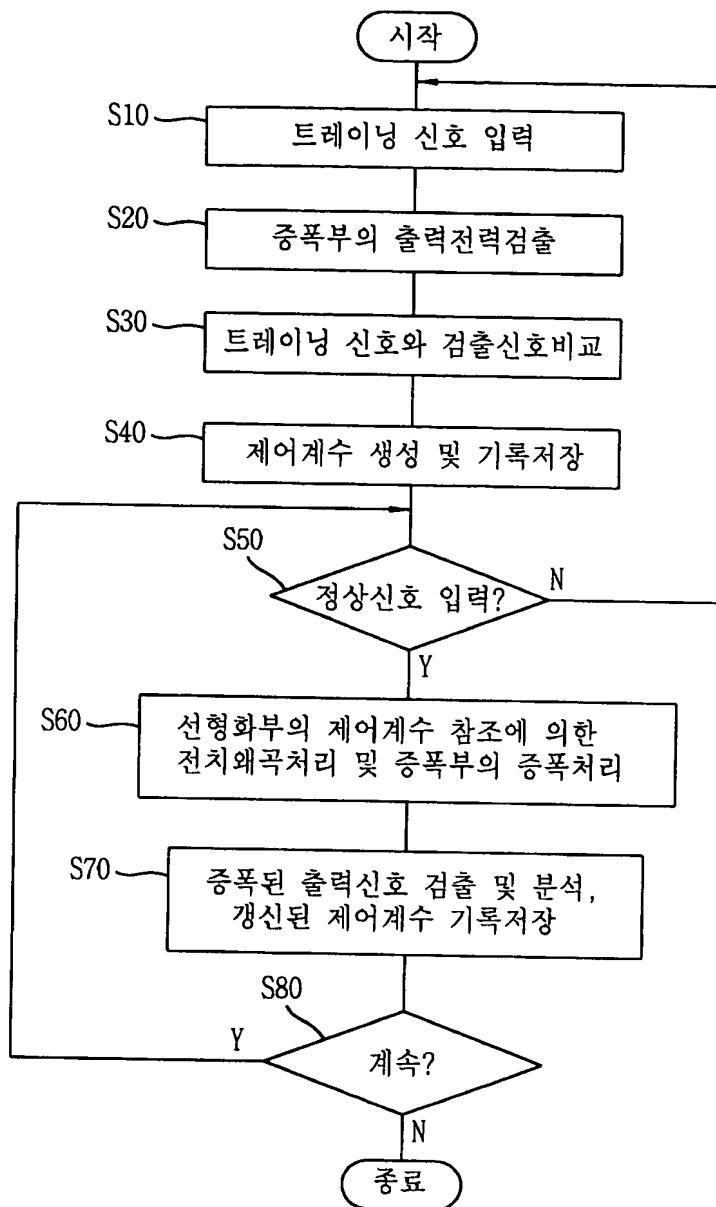 시작
S10
트레이닝 신호 입력
S20
증폭부의 출력전력검출
S30
트레이닝 신호와 검출신호비교
S40
제어계수 생성 및 기록저장
S50
정상신호 입력?
N
Y
S60
선형화부의 제어계수 참조에 의한
전치왜곡처리 및 증폭부의 증폭처리
S70
증폭된 출력신호 검출 및 분석,
갱신된 제어계수 기록저장
S80
Y
계속?
N
종료